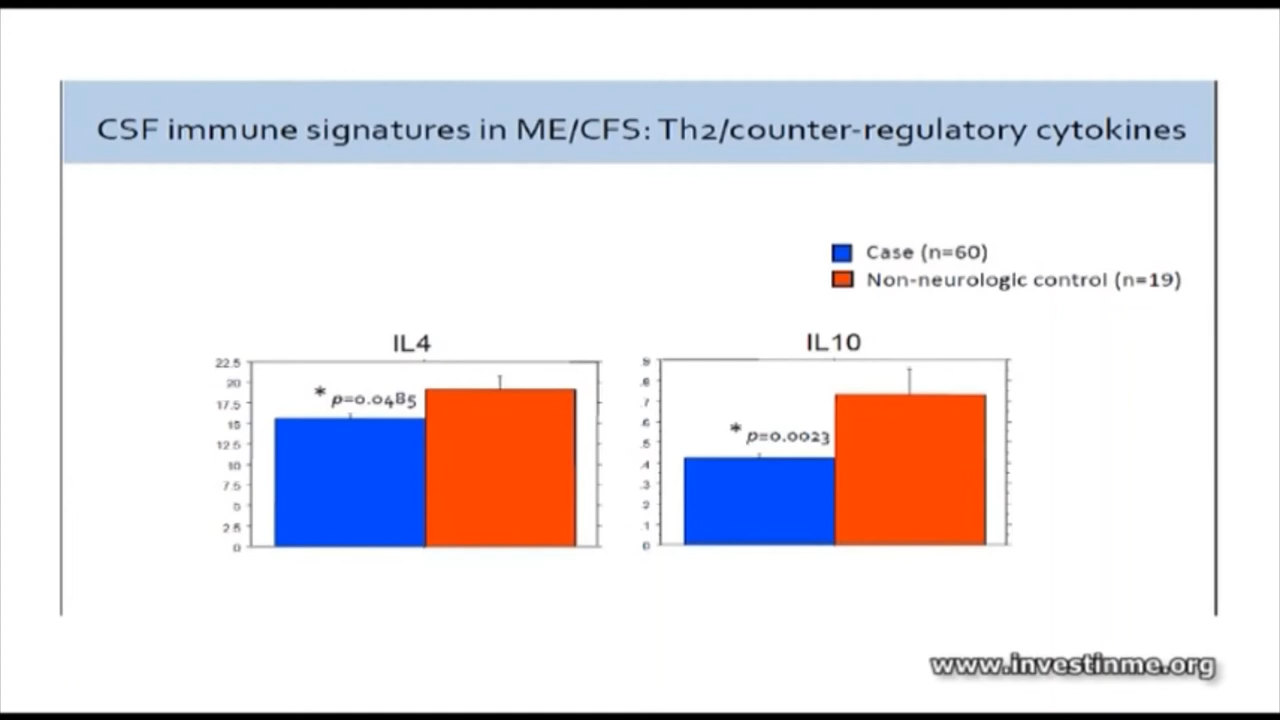 CSF immune signatures in ME/CFS: Th2/counter-regulatory cytokines
Case (n=60)
Non-neurologic control (n=19)
IL4
22.5
20
17.5
15
12.5
10
7.5
5
2.5
0
* p=0.0485
IL10
.9
.8
.7
.6
.5
.4
.3
.2
.1
0
* p=0.0023
www.investinme.org